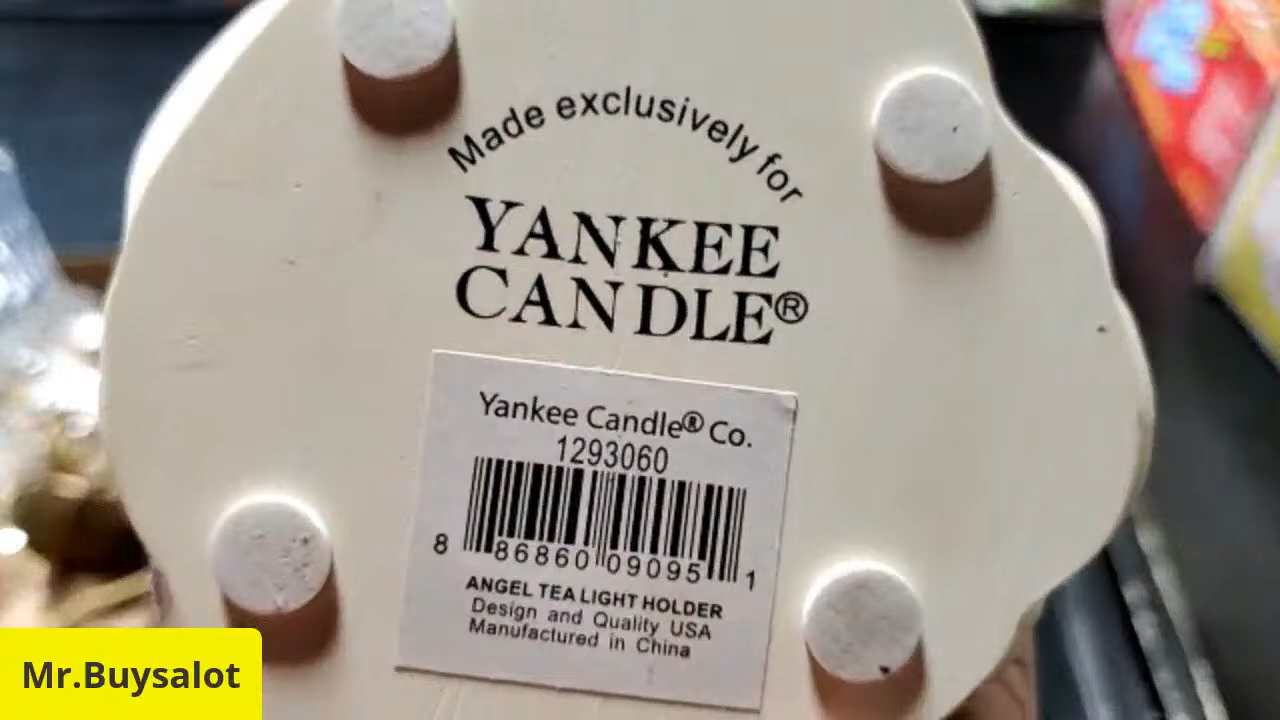 Made exclusively for
YANKEE
CANDLE®
Yankee Candle® Co.
1293060
8 86860 09095 1
ANGEL TEA LIGHT HOLDER
Design and Quality USA
Manufactured in China
Mr.Buysalot